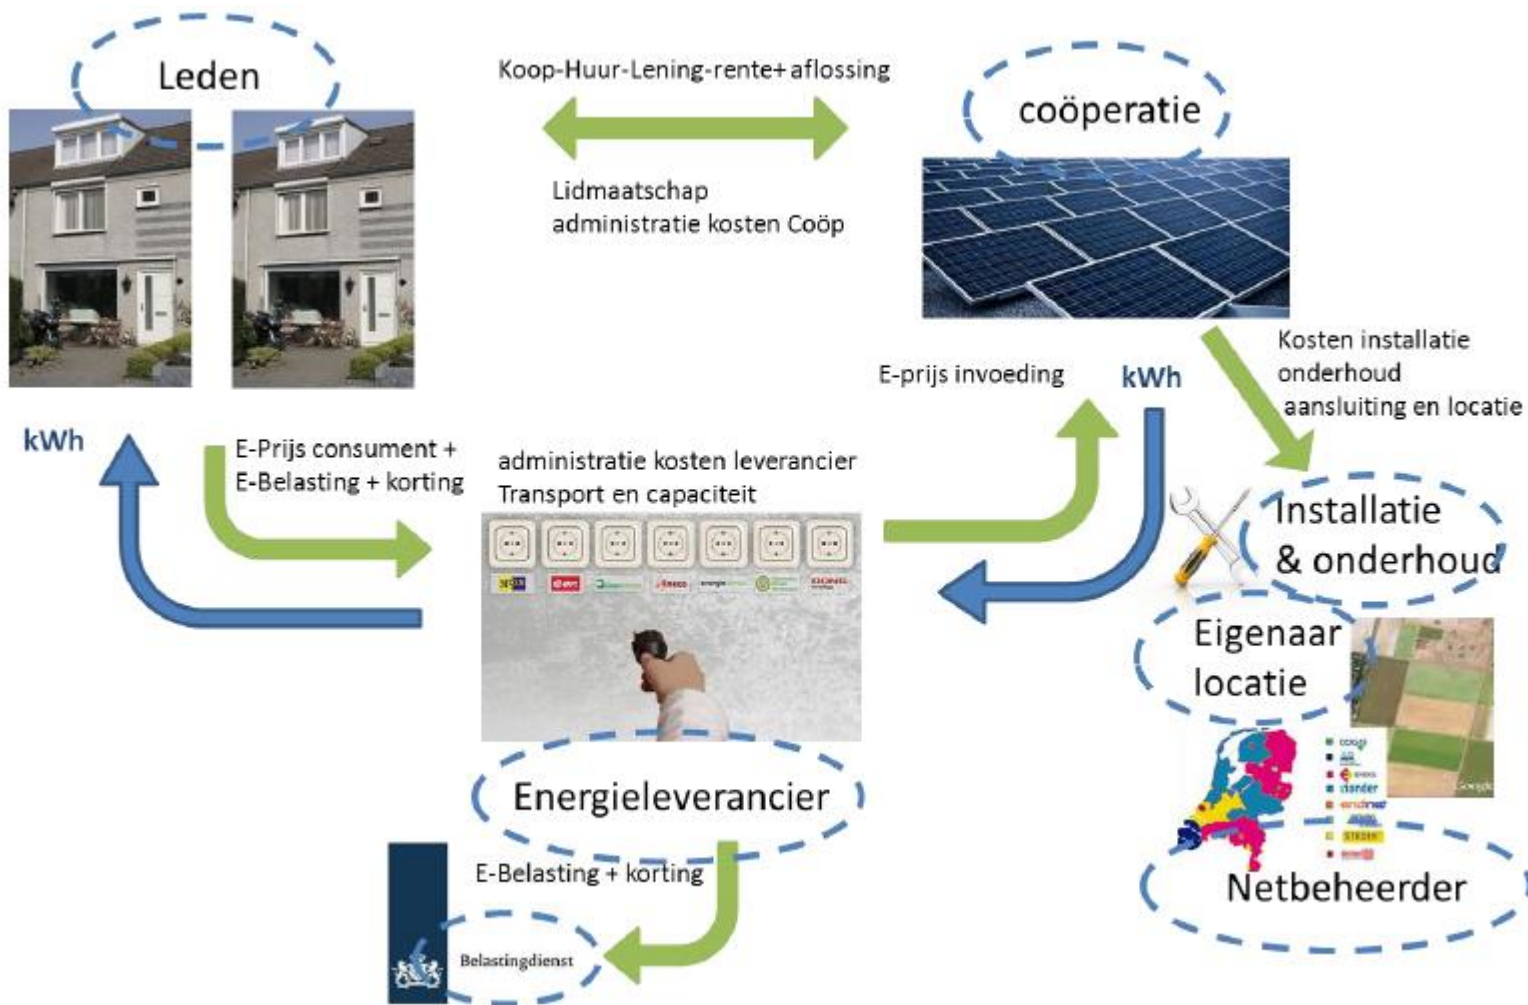 Leden
Koop-Huur-Lening-rente+ aflossing
coöperatie
Lidmaatschap
administratie kosten Coöp
E-prijs invoeding
kWh
Kosten installatie
onderhoud
aansluiting en locatie
kWh
E-Prijs consument +
E-Belasting + korting
administratie kosten leverancier
Transport en capaciteit
Installatie
& onderhoud
Eigenaar
locatie
Energieleverancier
E-Belasting + korting
Netbeheerder
Belastingdienst